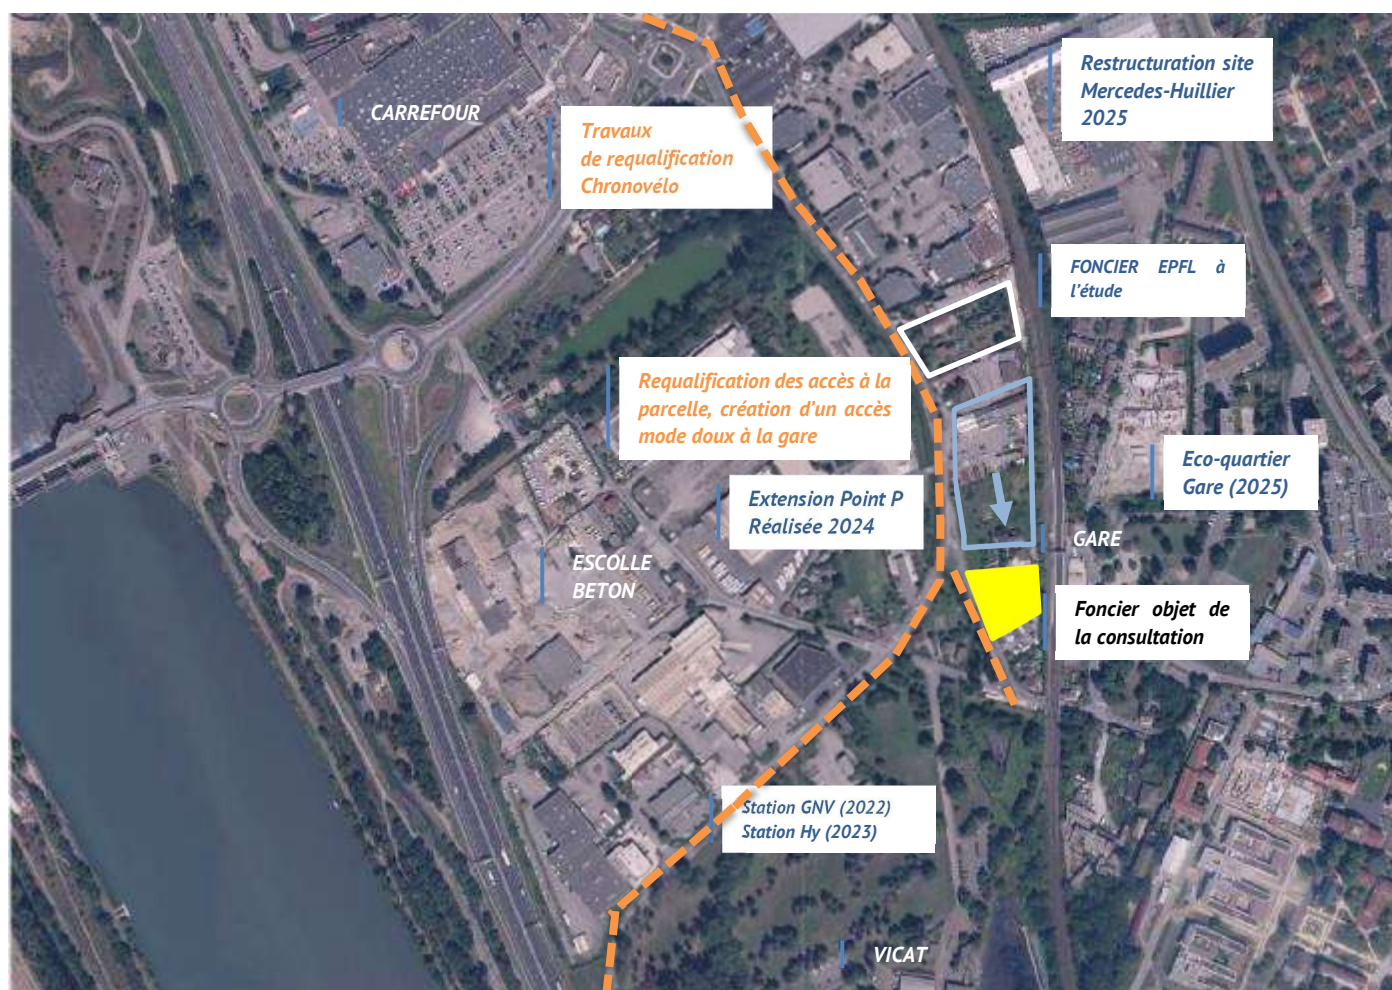 Restructuration site
Mercedes-Huillier
2025
CARREFOUR
Travaux
de requalification
Chronovélo
FONCIER EPFL à
l'étude
Requalification des accès à la
parcelle, création d'un accès
mode doux à la gare
Eco-quartier
Gare (2025)
Extension Point P
Réalisée 2024
GARE
ESCOLLE
BETON
Foncier objet de
la consultation
Station GNV (2022)
Station Hy (2023)
VICAT